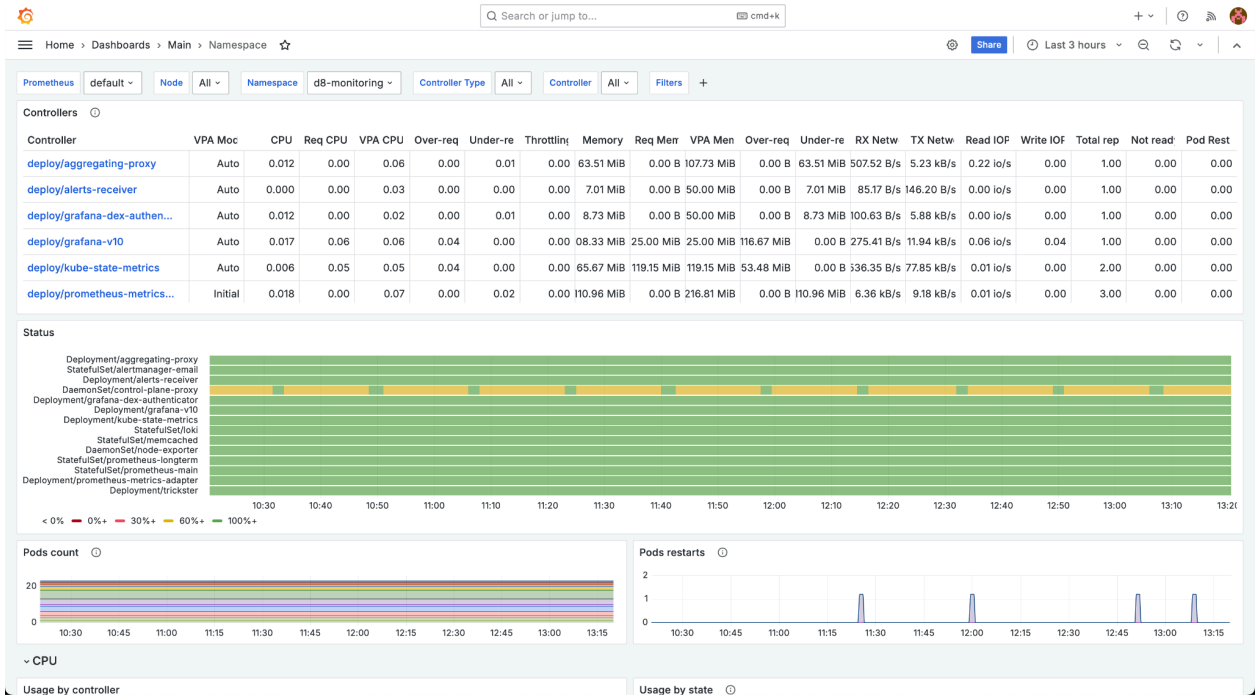 Search or jump to... cmd+k
Home › Dashboards › Main › Namespace Share Last 3 hours
Prometheus default Node All Namespace d8-monitoring Controller Type All Controller All Filters +
Controllers
Controller VPA Mod CPU Req CPU VPA CPU Over-req Under-re Throttling Memory Req Mem VPA Men Over-req Under-re RX Netw TX Netw Read IOP Write IOF Total rep Not read Pod Rest
deploy/aggregating-proxy Auto 0.012 0.00 0.06 0.00 0.01 0.00 63.51 MiB 0.00 B 107.73 MiB 0.00 B 63.51 MiB 507.52 B/s 5.23 kB/s 0.22 io/s 0.00 1.00 0.00 0.00
deploy/alerts-receiver Auto 0.000 0.00 0.03 0.00 0.00 0.00 7.01 MiB 0.00 B 50.00 MiB 0.00 B 7.01 MiB 85.17 B/s 146.20 B/s 0.00 io/s 0.00 1.00 0.00 0.00
deploy/grafana-dex-authen... Auto 0.012 0.00 0.02 0.00 0.01 0.00 8.73 MiB 0.00 B 50.00 MiB 0.00 B 8.73 MiB 100.63 B/s 5.88 kB/s 0.00 io/s 0.00 1.00 0.00 0.00
deploy/grafana-v10 Auto 0.017 0.06 0.06 0.04 0.00 0.00 08.33 MiB 25.00 MiB 25.00 MiB 116.67 MiB 0.00 B 275.41 B/s 11.94 kB/s 0.06 io/s 0.04 1.00 0.00 0.00
deploy/kube-state-metrics Auto 0.006 0.05 0.05 0.04 0.00 0.00 65.67 MiB 119.15 MiB 119.15 MiB 53.48 MiB 0.00 B 536.35 B/s 77.85 kB/s 0.01 io/s 0.00 2.00 0.00 0.00
deploy/prometheus-metrics... Initial 0.018 0.00 0.07 0.00 0.02 0.00 110.96 MiB 0.00 B 216.81 MiB 0.00 B 110.96 MiB 6.36 kB/s 9.18 kB/s 0.01 io/s 0.00 3.00 0.00 0.00
Status
Deployment/aggregating-proxy
StatefulSet/alertmanager-email
Deployment/alerts-receiver
DaemonSet/control-plane-proxy
Deployment/grafana-dex-authenticator
Deployment/grafana-v10
Deployment/kube-state-metrics
StatefulSet/loki
StatefulSet/memcached
DaemonSet/node-exporter
StatefulSet/prometheus-longterm
StatefulSet/prometheus-main
Deployment/prometheus-metrics-adapter
Deployment/trickster
10:30 10:40 10:50 11:00 11:10 11:20 11:30 11:40 11:50 12:00 12:10 12:20 12:30 12:40 12:50 13:00 13:10 13:20
< 0% 0%+ 30%+ 60%+ 100%+
Pods count
20
0
10:30 10:45 11:00 11:15 11:30 11:45 12:00 12:15 12:30 12:45 13:00 13:15
Pods restarts
2
1
0
10:30 10:45 11:00 11:15 11:30 11:45 12:00 12:15 12:30 12:45 13:00 13:15
CPU
Usage by controller
Usage by state